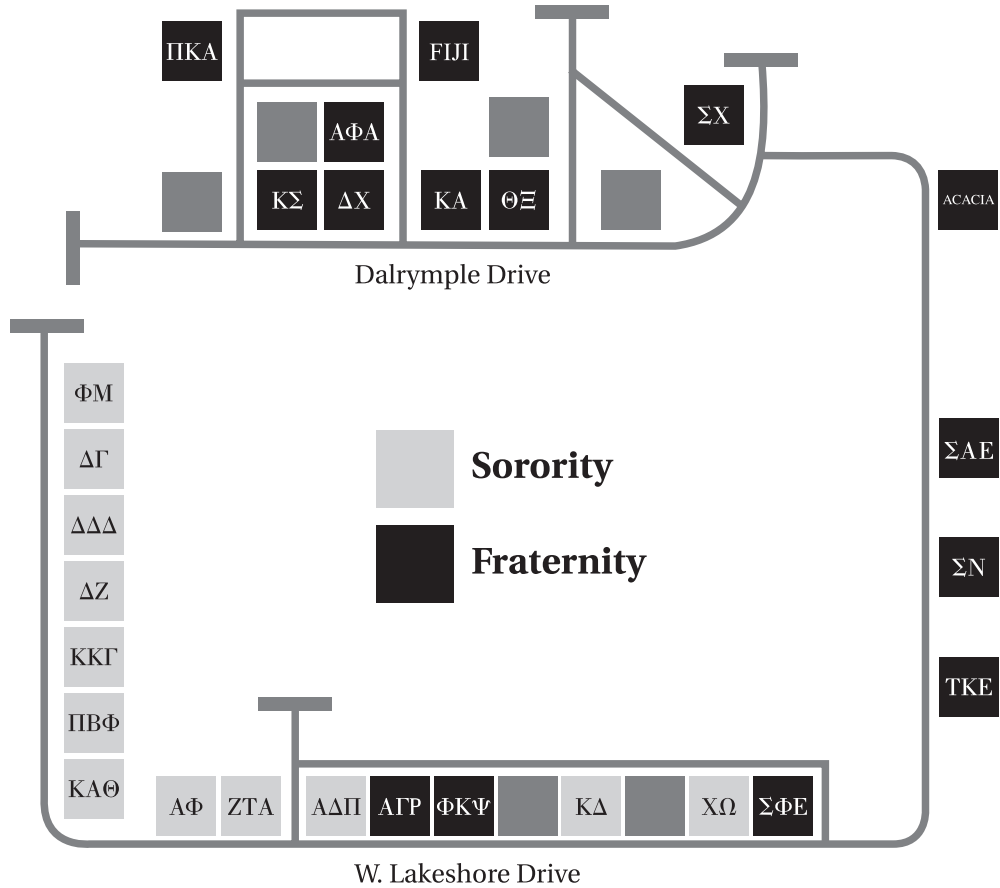 ΠΚΑ
FIJI
ΣΧ
ΑΦΑ
ΚΣ
ΔΧ
ΚΑ
ΘΞ
ACACIA
Dalrymple Drive
ΦΜ
ΔΓ
ΔΔΔ
ΔΖ
ΚΚΓ
ΠΒΦ
ΚΑΘ
Sorority
Fraternity
ΣΑΕ
ΣΝ
ΤΚΕ
ΑΦ
ΖΤΑ
ΑΔΠ
ΑΓΡ
ΦΚΨ
ΚΔ
ΧΩ
ΣΦΕ
W. Lakeshore Drive